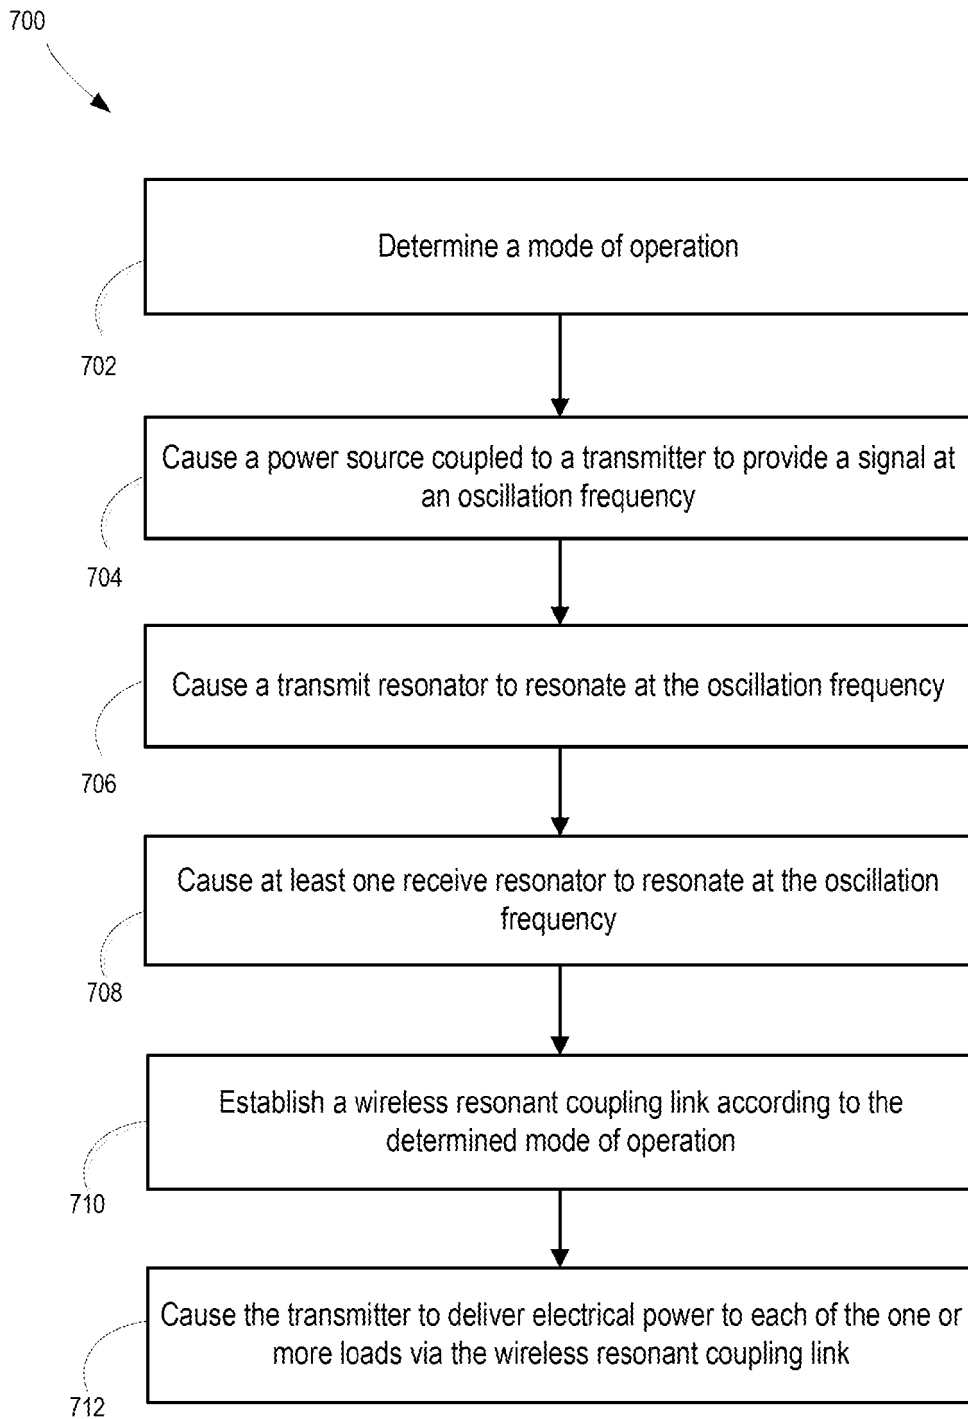 700
Determine a mode of operation
702
Cause a power source coupled to a transmitter to provide a signal at
an oscillation frequency
704
Cause a transmit resonator to resonate at the oscillation frequency
706
Cause at least one receive resonator to resonate at the oscillation
frequency
708
Establish a wireless resonant coupling link according to the
determined mode of operation
710
Cause the transmitter to deliver electrical power to each of the one or
more loads via the wireless resonant coupling link
712